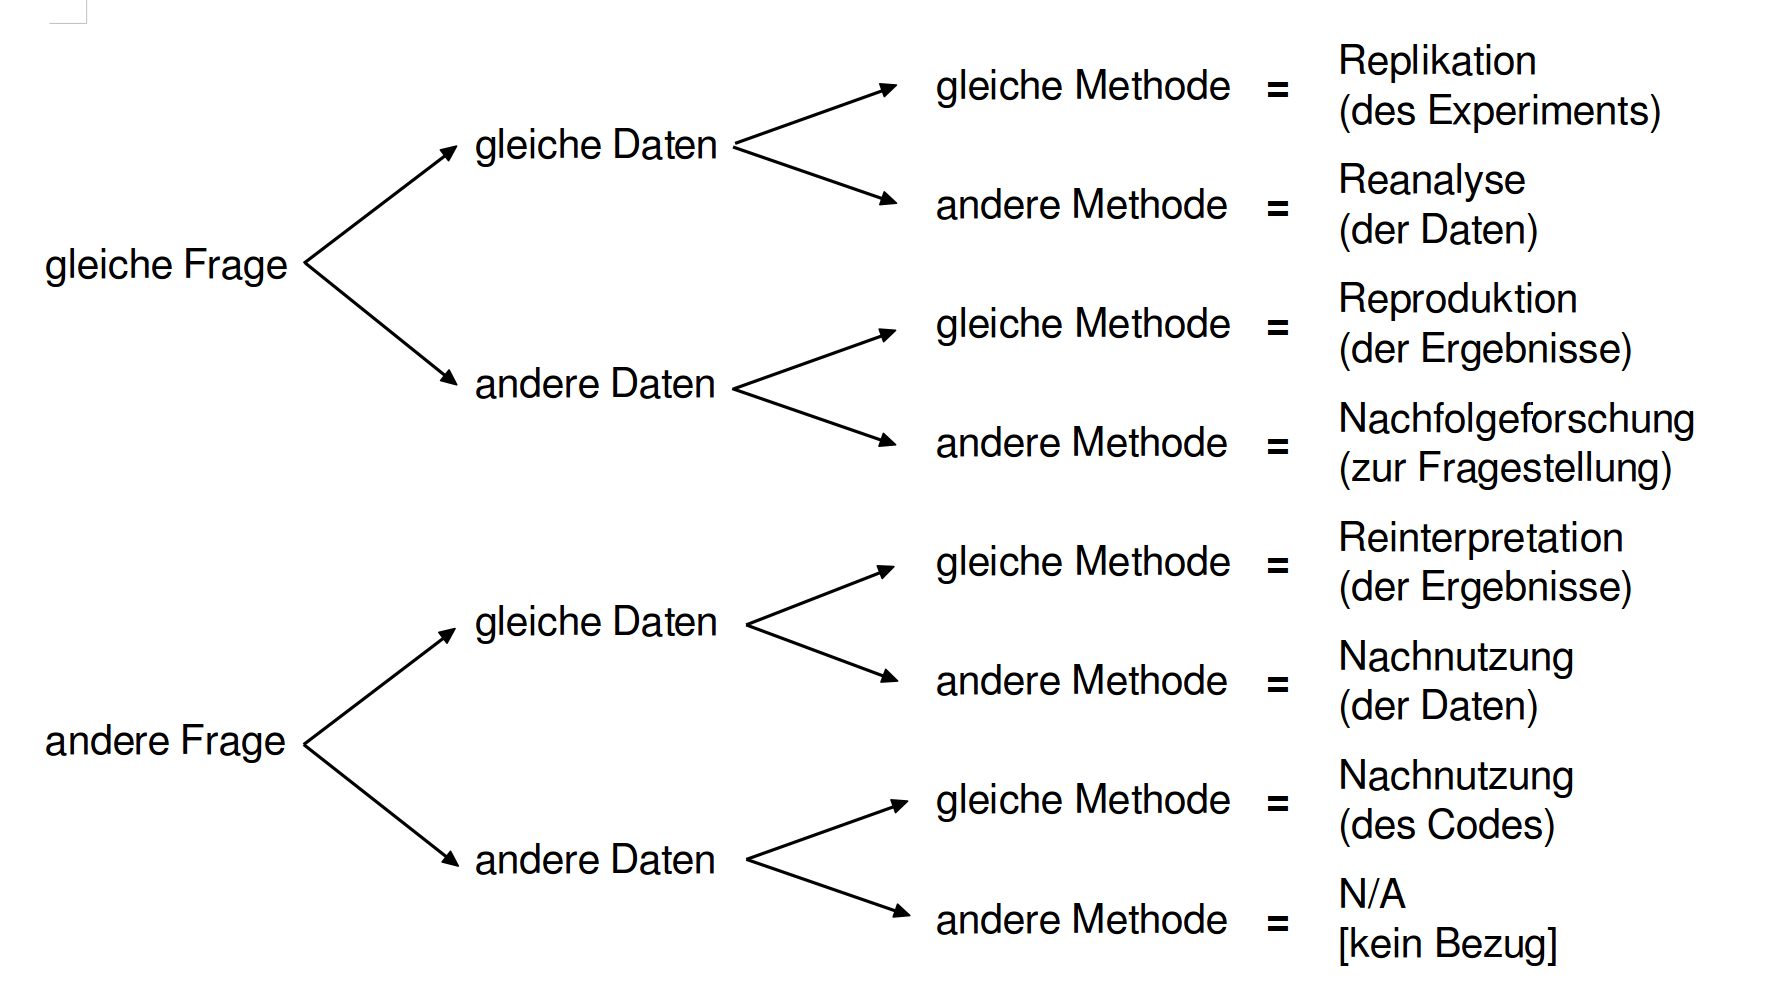 gleiche Frage
gleiche Daten
gleiche Methode = Replikation
(des Experiments)
andere Methode = Reanalyse
(der Daten)
andere Daten
gleiche Methode = Reproduktion
(der Ergebnisse)
andere Methode = Nachfolgeforschung
(zur Fragestellung)
andere Frage
gleiche Daten
gleiche Methode = Reinterpretation
(der Ergebnisse)
andere Methode = Nachnutzung
(der Daten)
andere Daten
gleiche Methode = Nachnutzung
(des Codes)
andere Methode = N/A
[kein Bezug]